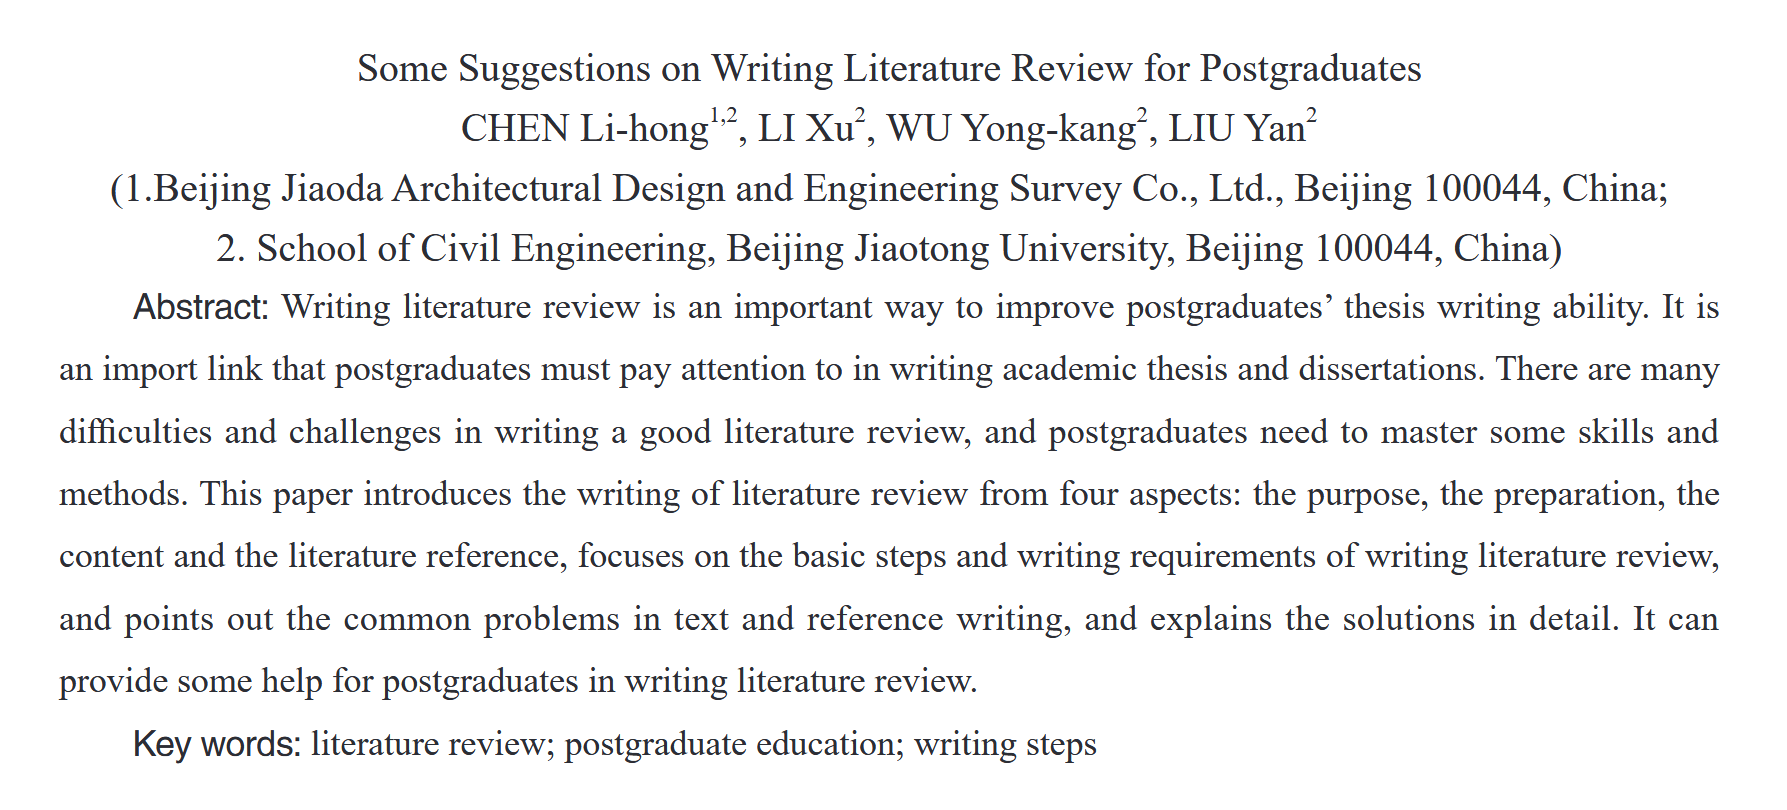 Some Suggestions on Writing Literature Review for Postgraduates
CHEN Li-hong1,2, LI Xu2, WU Yong-kang2, LIU Yan2
(1.Beijing Jiaoda Architectural Design and Engineering Survey Co., Ltd., Beijing 100044, China;
2. School of Civil Engineering, Beijing Jiaotong University, Beijing 100044, China)
Abstract: Writing literature review is an important way to improve postgraduates’ thesis writing ability. It is
an import link that postgraduates must pay attention to in writing academic thesis and dissertations. There are many
difficulties and challenges in writing a good literature review, and postgraduates need to master some skills and
methods. This paper introduces the writing of literature review from four aspects: the purpose, the preparation, the
content and the literature reference, focuses on the basic steps and writing requirements of writing literature review,
and points out the common problems in text and reference writing, and explains the solutions in detail. It can
provide some help for postgraduates in writing literature review.
Key words: literature review; postgraduate education; writing steps